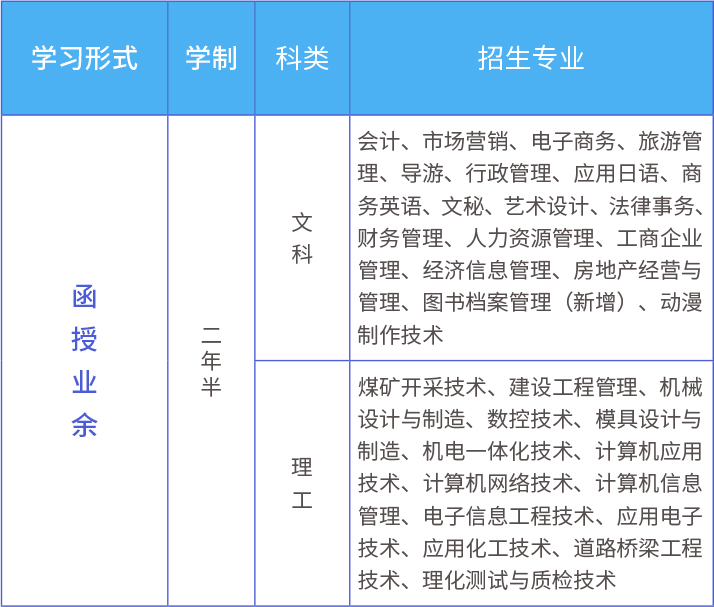 学习形式 学制 科类 招生专业
函授业余
二年半
文科
会计、市场营销、电子商务、旅游管
理、导游、行政管理、应用日语、商
务英语、文秘、艺术设计、法律事务、
财务管理、人力资源管理、工商企业
管理、经济信息管理、房地产经营与
管理、图书档案管理（新增）、动漫
制作技术
理工
煤矿开采技术、建设工程管理、机械
设计与制造、数控技术、模具设计与
制造、机电一体化技术、计算机应用
技术、计算机网络技术、计算机信息
管理、电子信息工程技术、应用电子
技术、应用化工技术、道路桥梁工程
技术、理化测试与质检技术